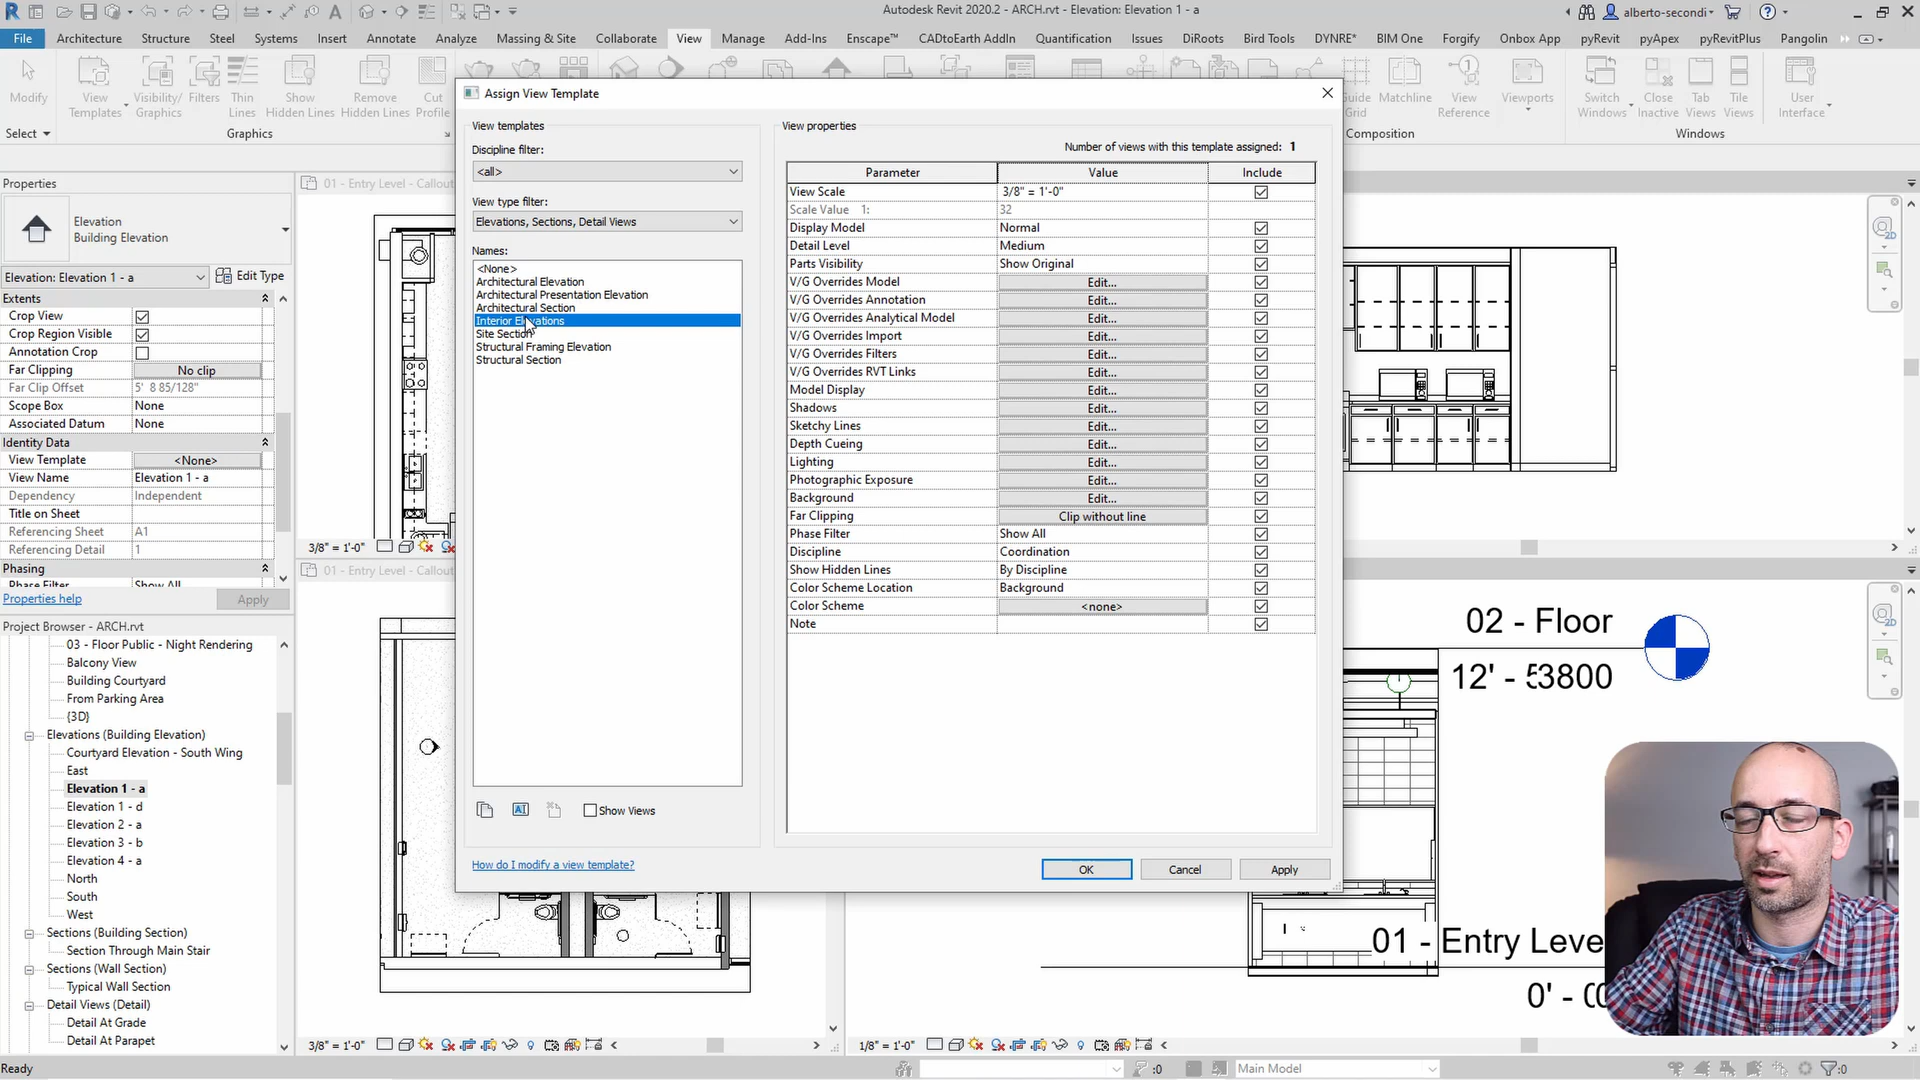 Autodesk Revit 2020.2 - ARCH.rvt - Elevation: Elevation 1 - a
alberto-secondi
File Architecture Structure Steel Systems Insert Annotate Analyze Massing & Site Collaborate View Manage Add-Ins Enscape™ CADtoEarth AddIn Quantification Issues DiRoots Bird Tools DYNRE* BIM One Forgify Onbox App pyRevit pyApex pyRevitPlus Pangolin
Modify
View Templates
Visibility/ Graphics
Filters
Thin Lines
Show Hidden Lines
Remove Hidden Lines
Cut Profile
Guide Grid
Matchline
View Reference
Viewports
Switch Windows
Close Inactive
Tab Views
Tile Views
User Interface
Select
Graphics
Composition
Windows
Properties
Elevation
Building Elevation
Elevation: Elevation 1 - a
Edit Type
Extents
Crop View
Crop Region Visible
Annotation Crop
Far Clipping No clip
Far Clip Offset 5' 8 85/128"
Scope Box None
Associated Datum None
Identity Data
View Template <None>
View Name Elevation 1 - a
Dependency Independent
Title on Sheet
Referencing Sheet A1
Referencing Detail 1
Phasing
Phase Filter Show All
Properties help
Apply
Project Browser - ARCH.rvt
03 - Floor Public - Night Rendering
Balcony View
Building Courtyard
From Parking Area
{3D}
Elevations (Building Elevation)
Courtyard Elevation - South Wing
East
Elevation 1 - a
Elevation 1 - d
Elevation 2 - a
Elevation 3 - b
Elevation 4 - a
North
South
West
Sections (Building Section)
Section Through Main Stair
Sections (Wall Section)
Typical Wall Section
Detail Views (Detail)
Detail At Grade
Detail At Parapet
Ready
01 - Entry Level - Callout
3/8" = 1'-0"
01 - Entry Level - Callout
3/8" = 1'-0"
Assign View Template
View templates
Discipline filter:
<all>
View type filter:
Elevations, Sections, Detail Views
Names:
<None>
Architectural Elevation
Architectural Presentation Elevation
Architectural Section
Interior Elevations
Site Section
Structural Framing Elevation
Structural Section
Show Views
How do I modify a view template?
View properties
Number of views with this template assigned: 1
Parameter Value Include
View Scale 3/8" = 1'-0"
Scale Value 1: 32
Display Model Normal
Detail Level Medium
Parts Visibility Show Original
V/G Overrides Model Edit...
V/G Overrides Annotation Edit...
V/G Overrides Analytical Model Edit...
V/G Overrides Import Edit...
V/G Overrides Filters Edit...
V/G Overrides RVT Links Edit...
Model Display Edit...
Shadows Edit...
Sketchy Lines Edit...
Depth Cueing Edit...
Lighting Edit...
Photographic Exposure Edit...
Background Edit...
Far Clipping Clip without line
Phase Filter Show All
Discipline Coordination
Show Hidden Lines By Discipline
Color Scheme Location Background
Color Scheme <none>
Note
OK Cancel Apply
02 - Floor
12' -
01 - Entry Leve
0' -
1/8" = 1'-0"
:0
Main Model
:0